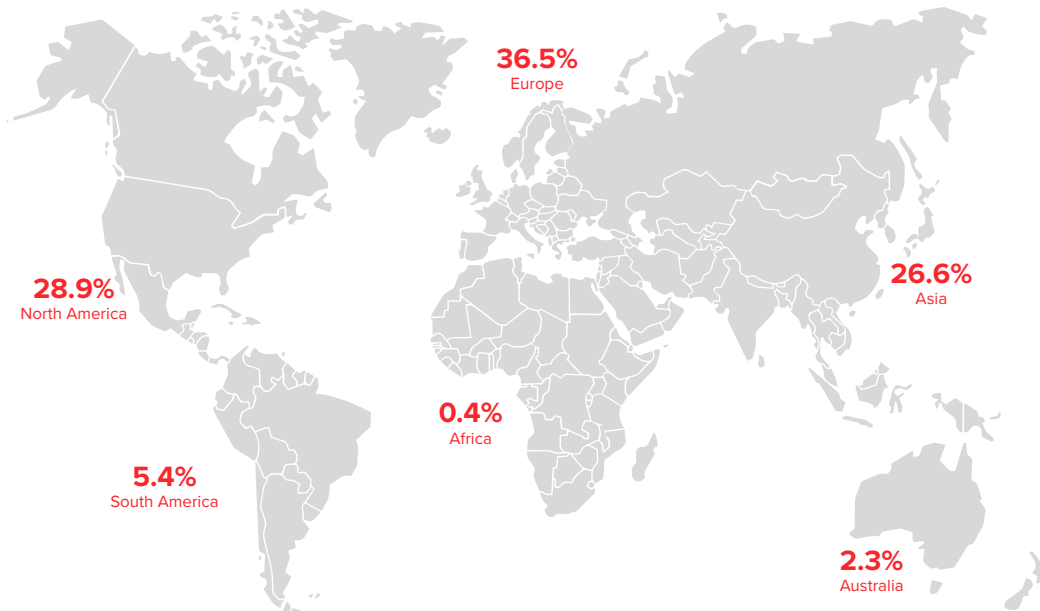 36.5%
Europe
28.9%
North America
26.6%
Asia
0.4%
Africa
5.4%
South America
2.3%
Australia